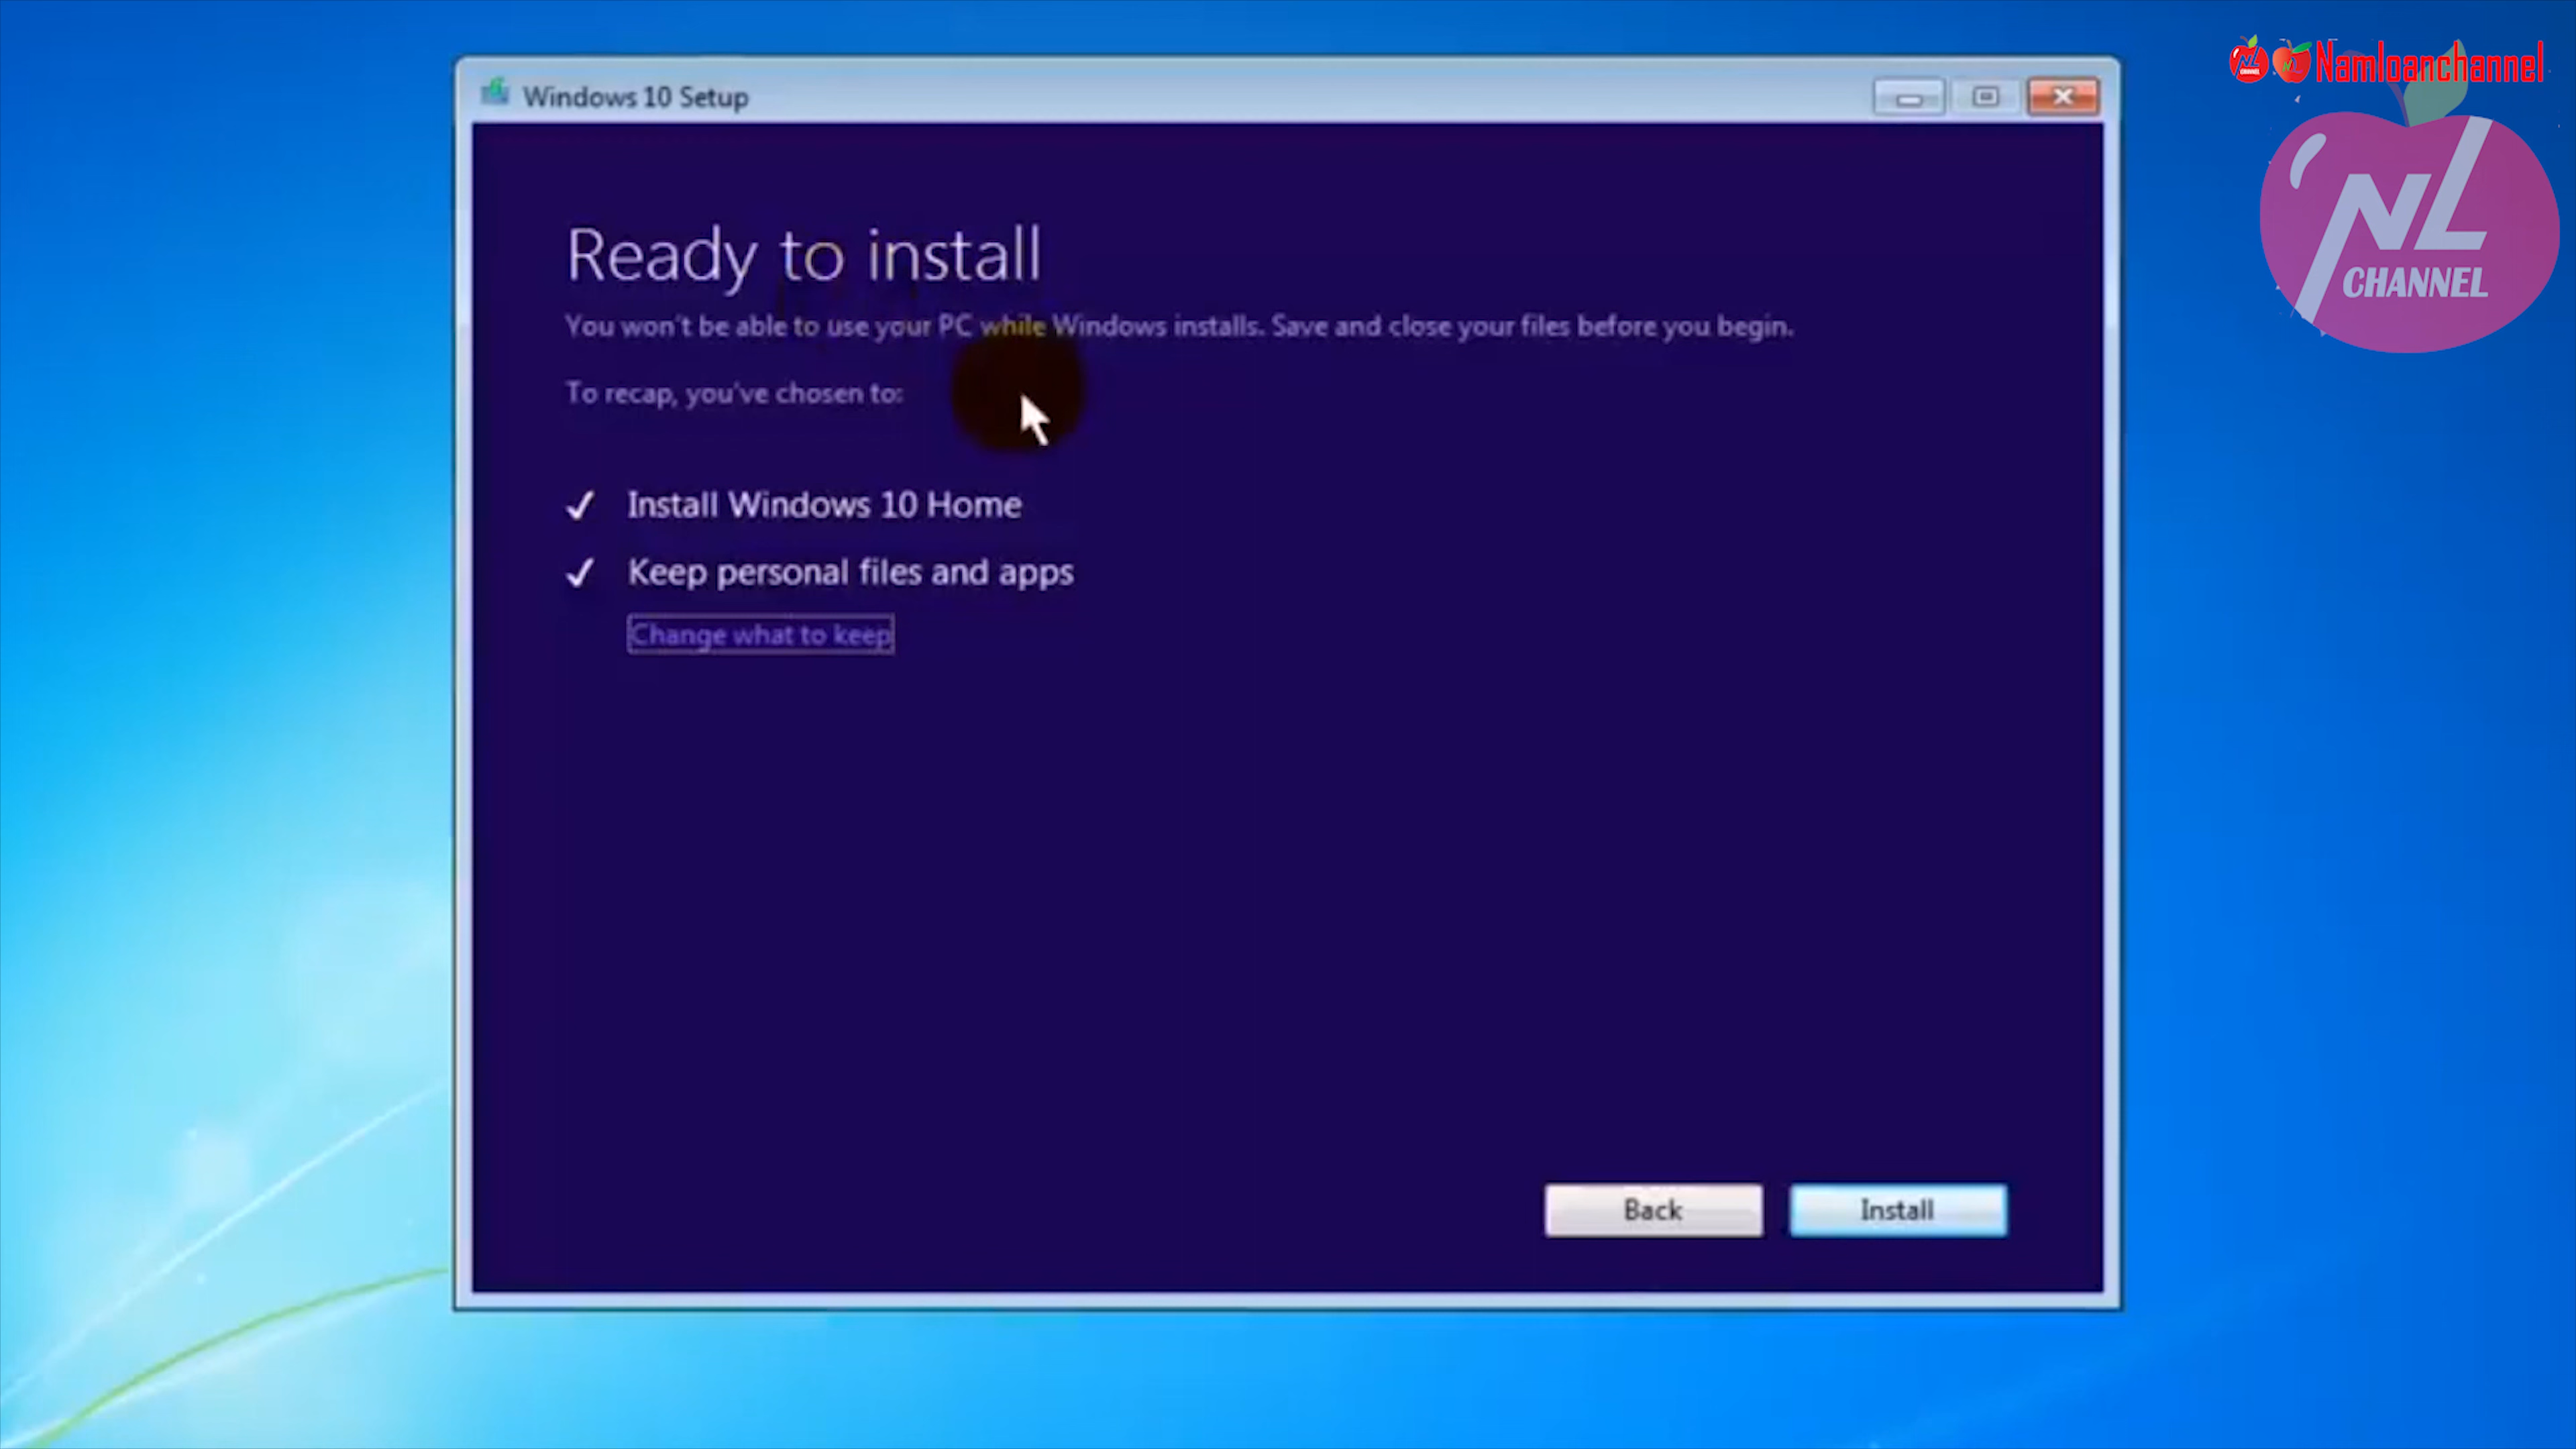 Namloanchannel
NL
CHANNEL
Windows 10 Setup
Ready to install
You won't be able to use your PC while Windows installs. Save and close your files before you begin.
To recap, you've chosen to:
Install Windows 10 Home
Keep personal files and apps
Change what to keep
Back
Install